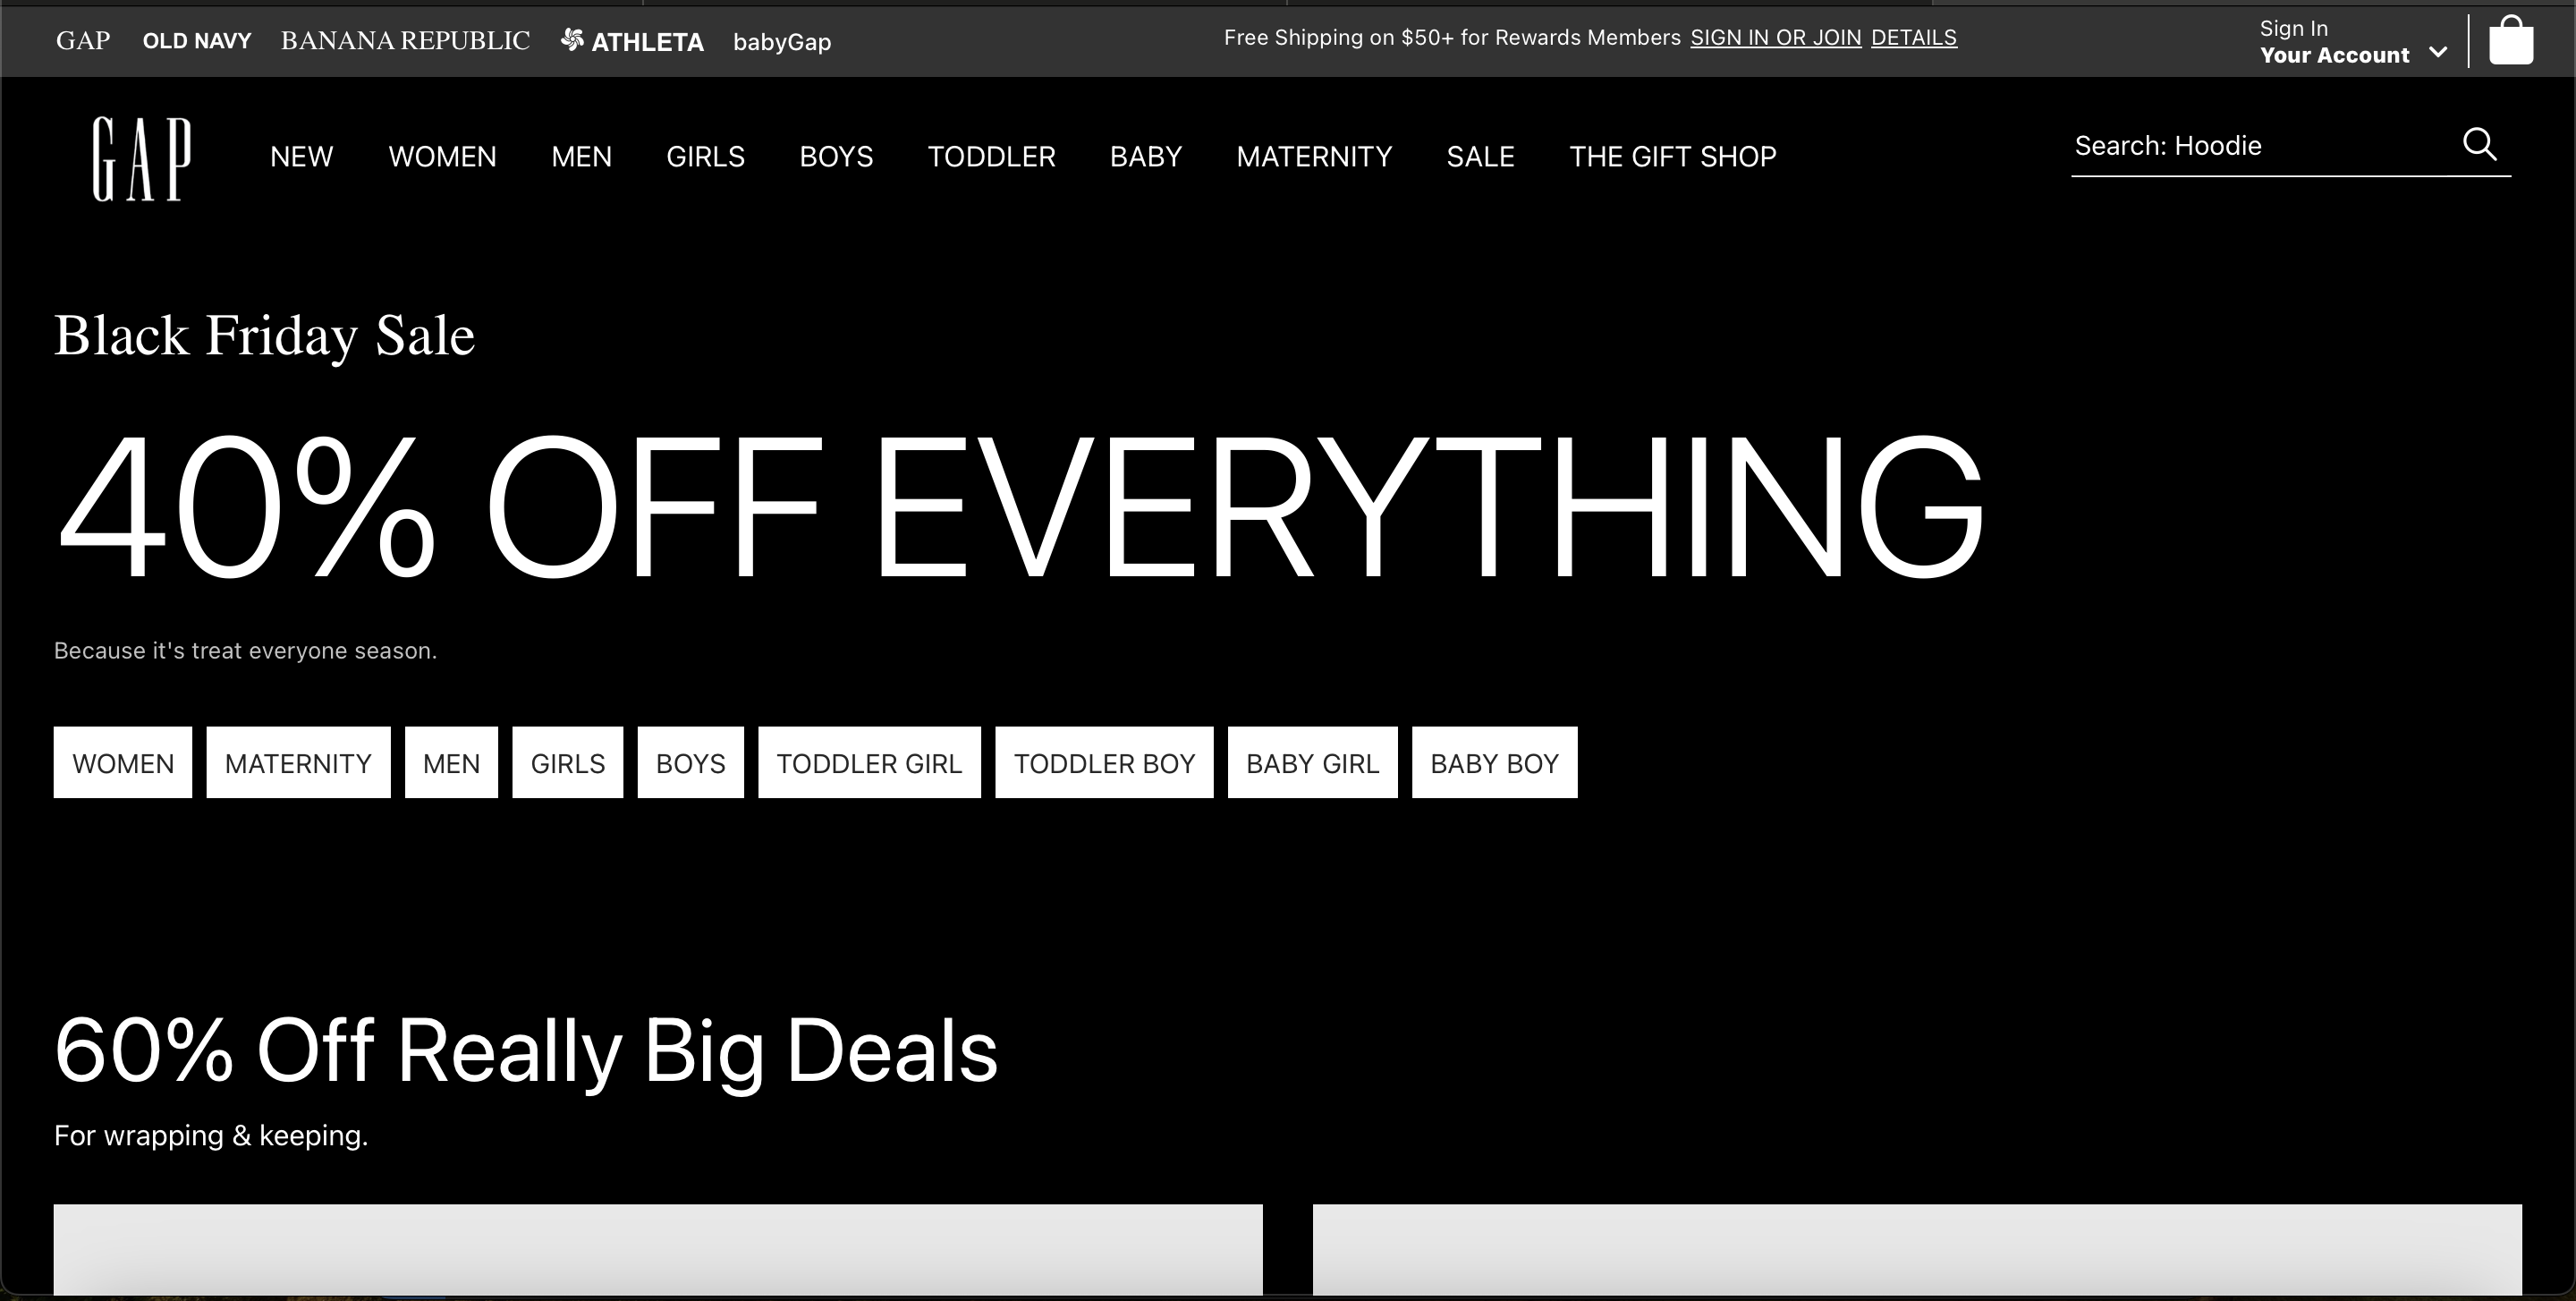 GAP OLD NAVY BANANA REPUBLIC ATHLETA babyGap Free Shipping on $50+ for Rewards Members SIGN IN OR JOIN DETAILS
Sign In
Your Account
GAP NEW WOMEN MEN GIRLS BOYS TODDLER BABY MATERNITY SALE THE GIFT SHOP Search: Hoodie
Black Friday Sale
40% OFF EVERYTHING
Because it's treat everyone season.
WOMEN MATERNITY MEN GIRLS BOYS TODDLER GIRL TODDLER BOY BABY GIRL BABY BOY
60% Off Really Big Deals
For wrapping & keeping.